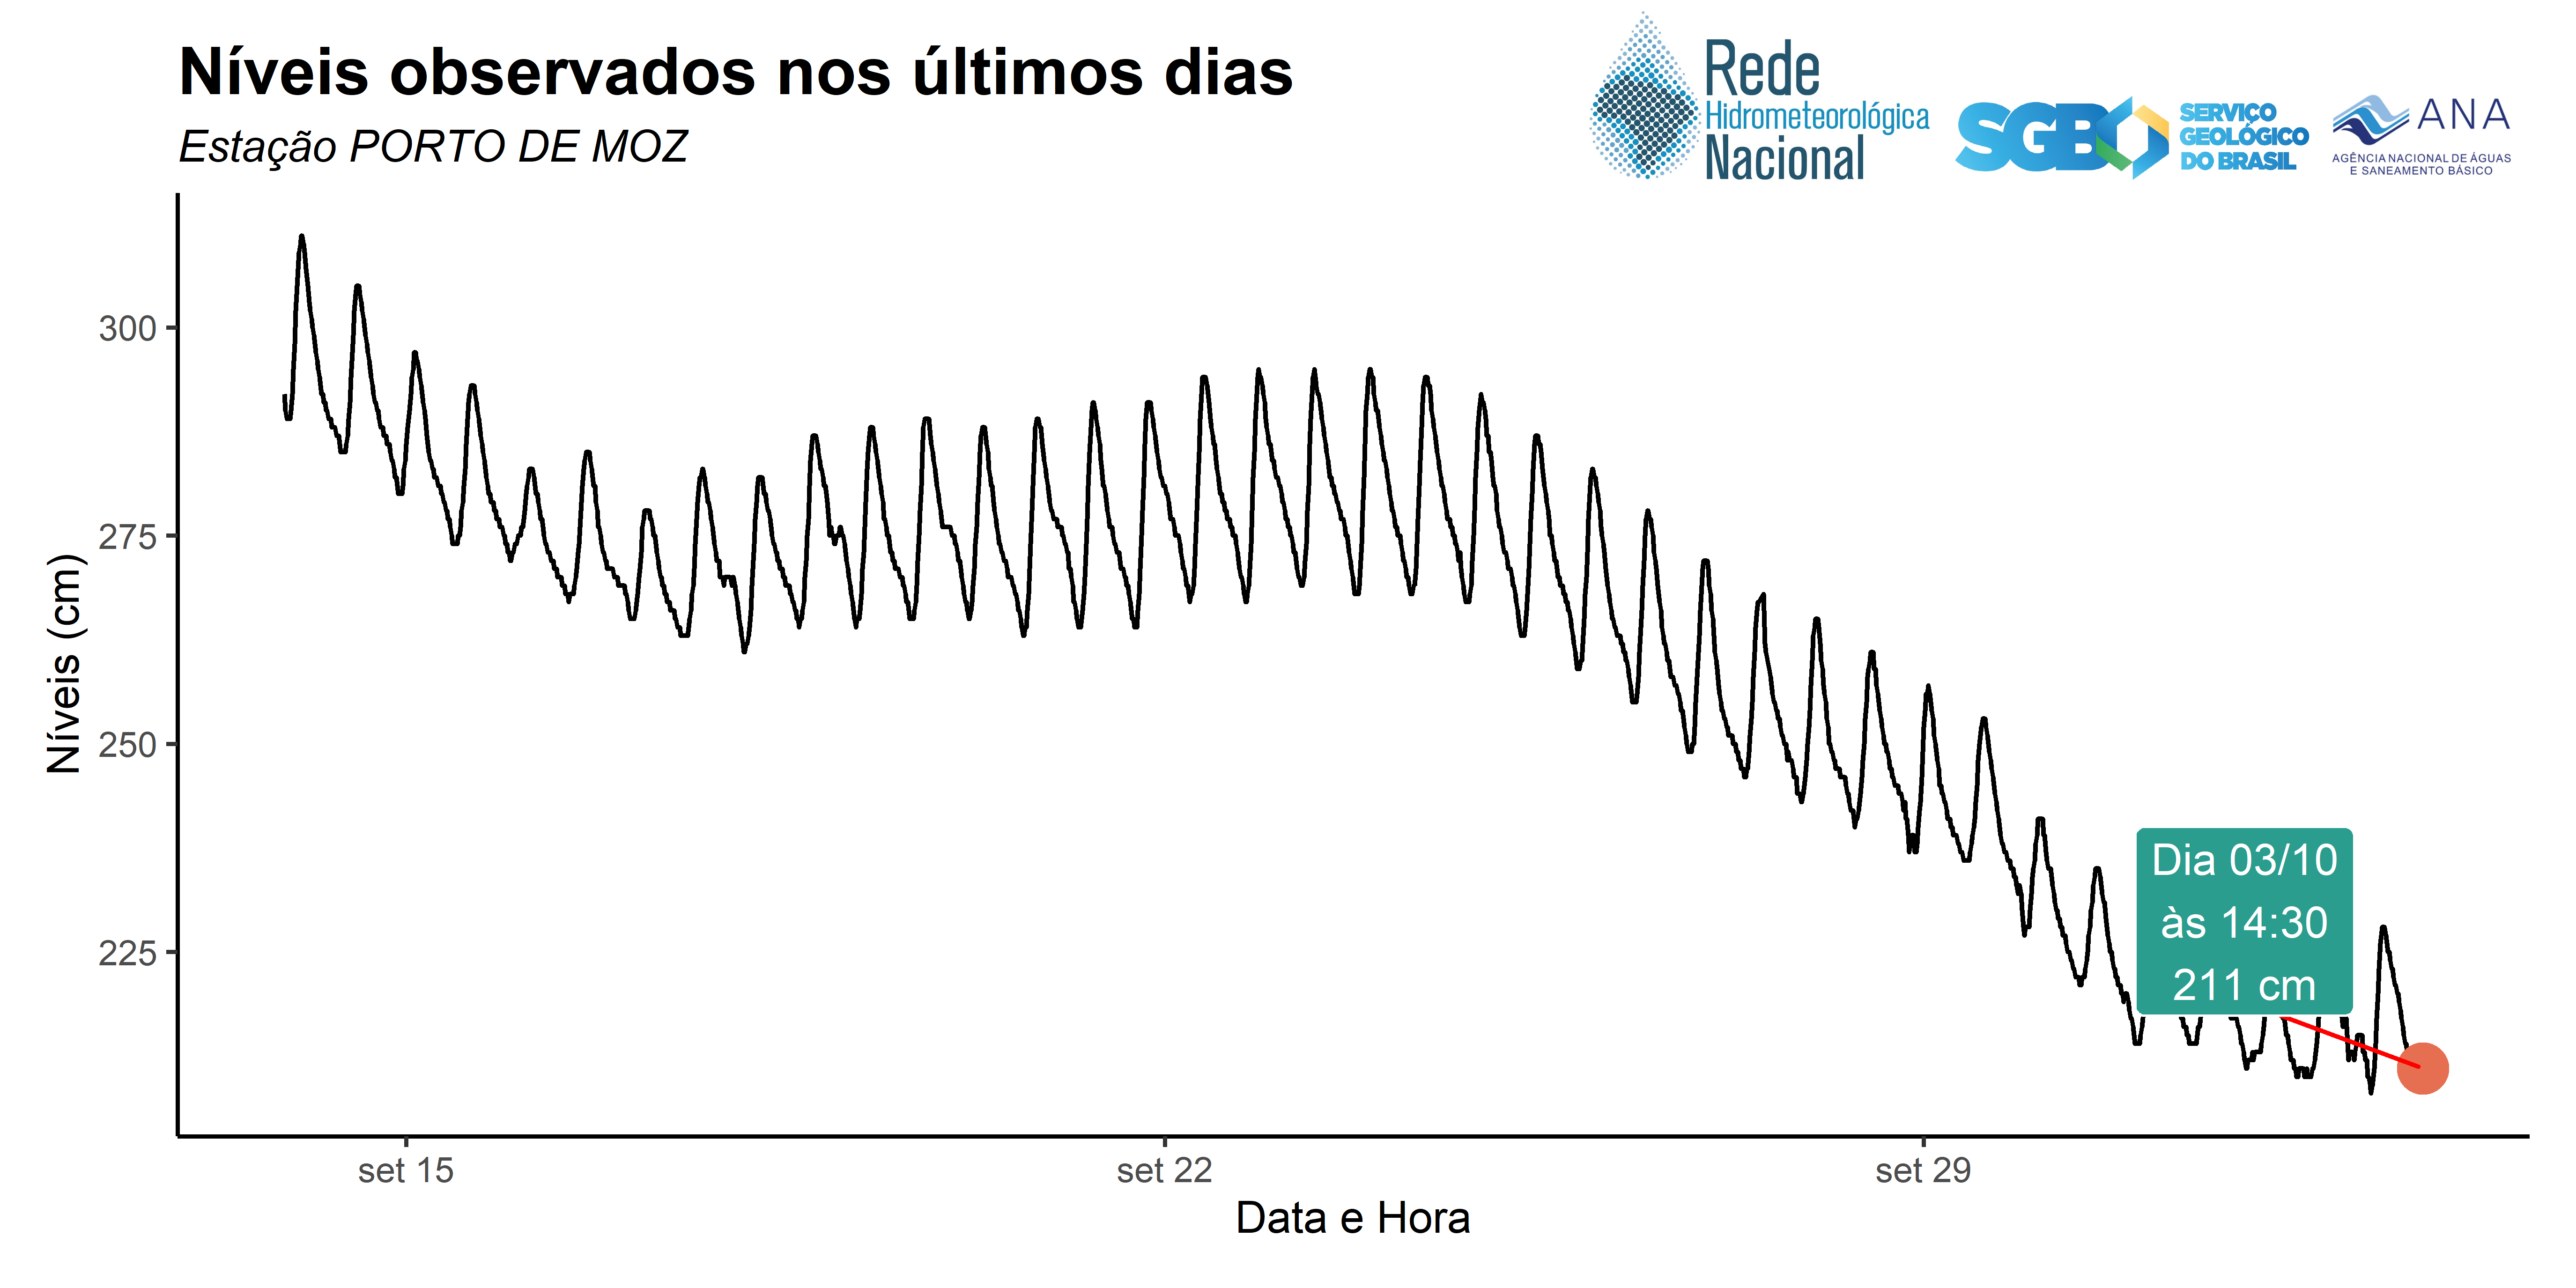 Níveis observados nos últimos dias
Estação PORTO DE MOZ
Rede
Hidrometeorológica
Nacional
SGB
SERVIÇO
GEOLÓGICO
DO BRASIL
ANA
AGÊNCIA NACIONAL DE ÁGUAS
E SANEAMENTO BÁSICO
Níveis (cm)
300
275
250
225
Dia 03/10
às 14:30
211 cm
set 15
set 22
set 29
Data e Hora